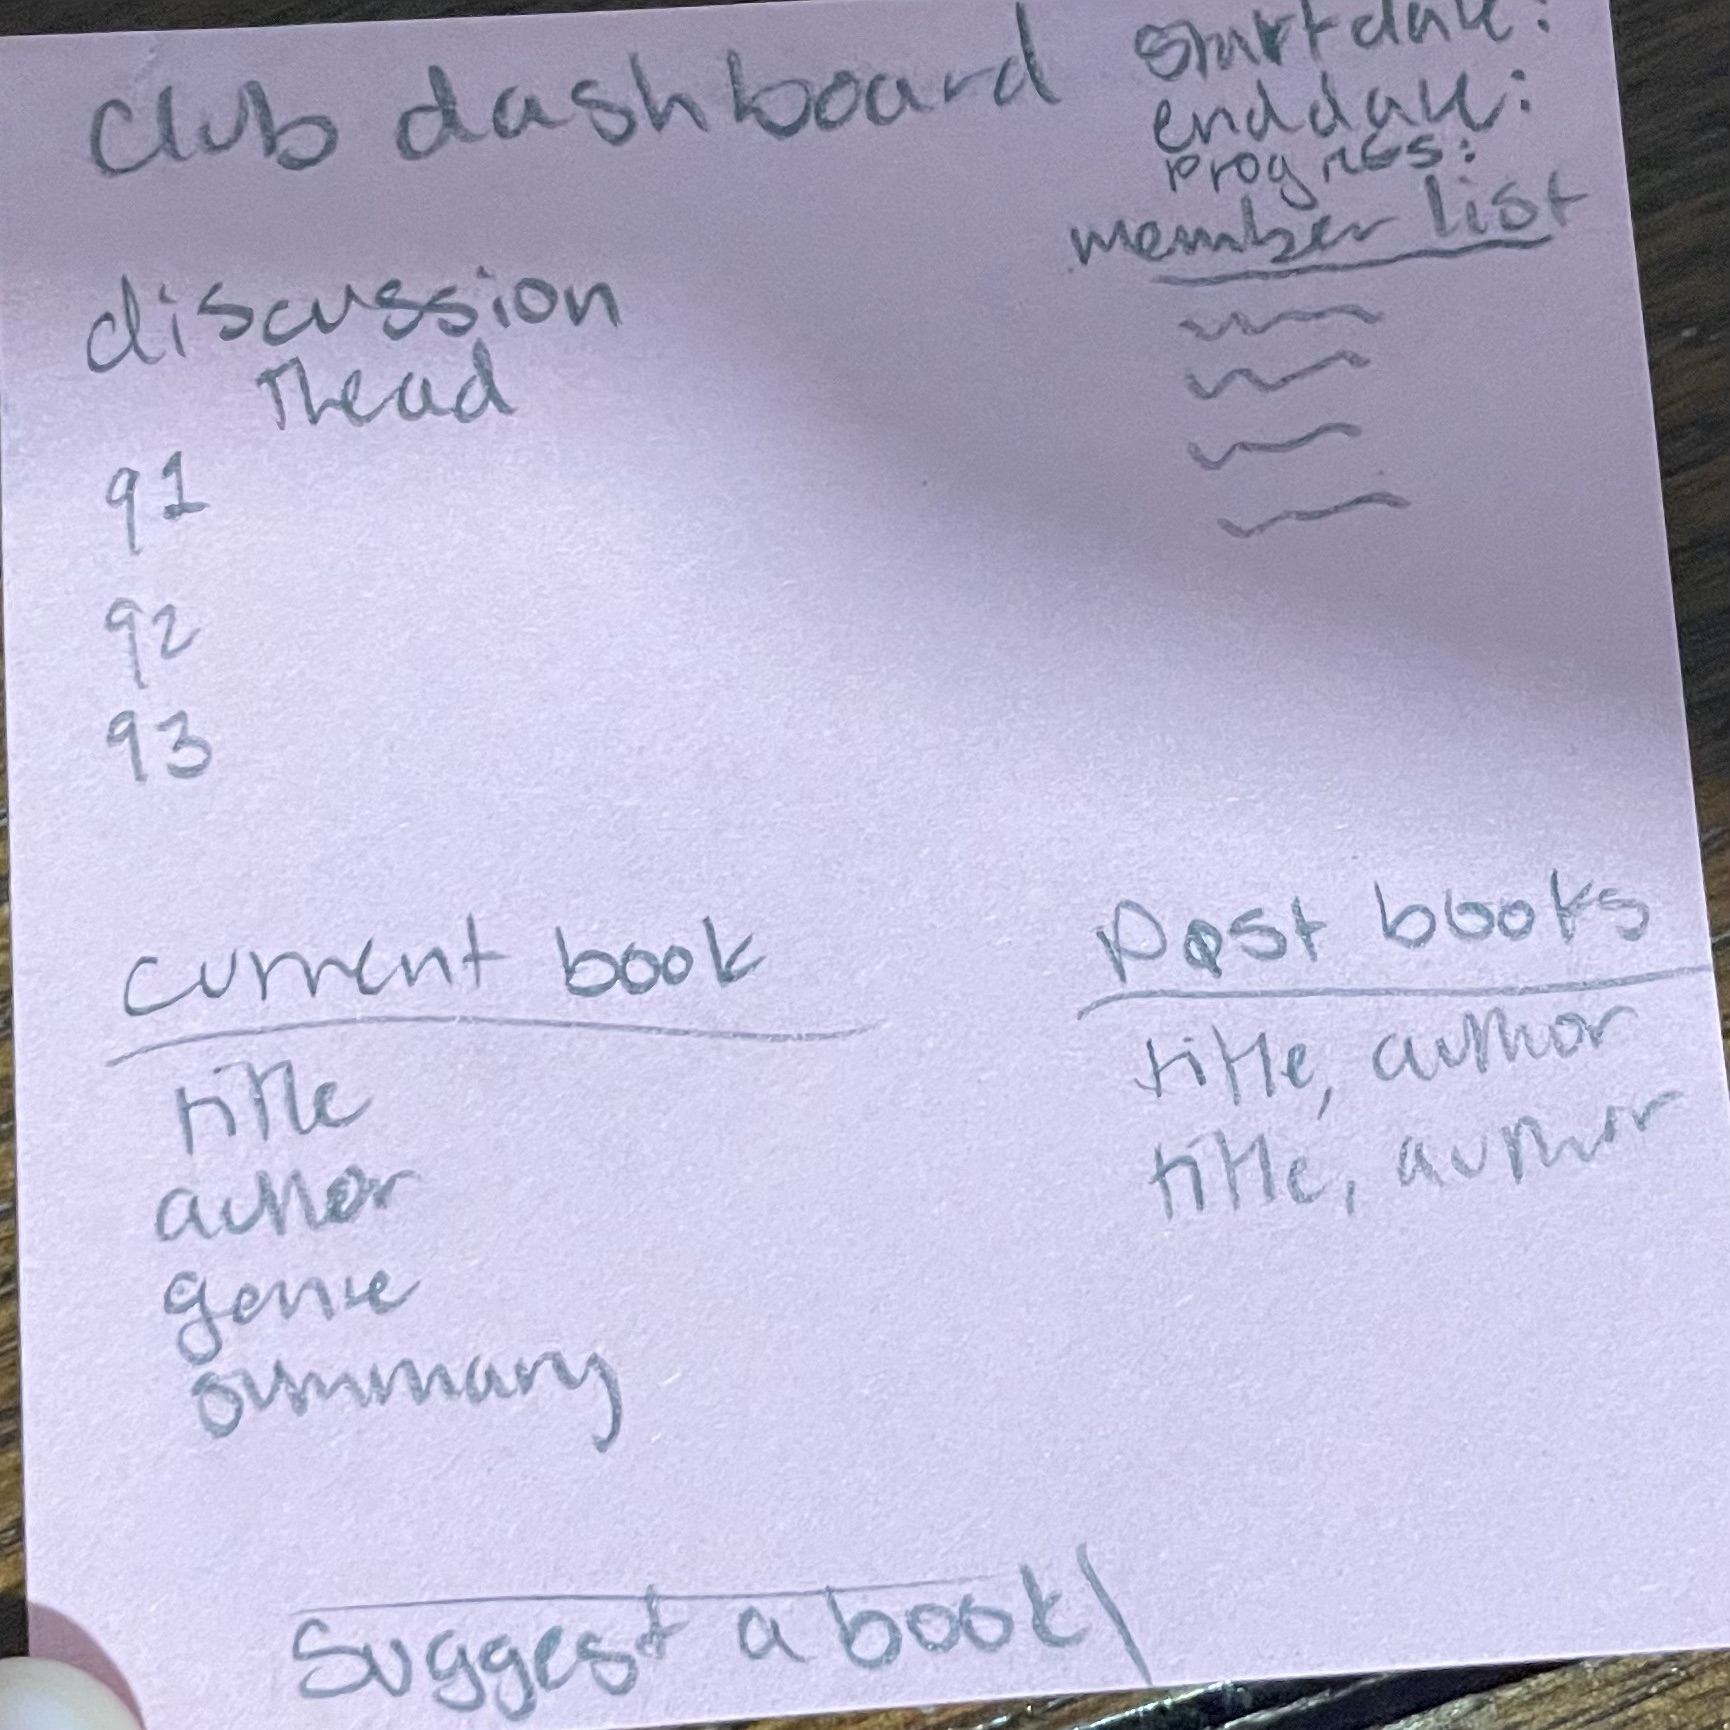 club dashboard
start date:
end date:
progress:
member list
discussion
Thead
q1
q2
q3
current book
title
author
genre
summary
Past books
title, author
title, author
Suggest a book